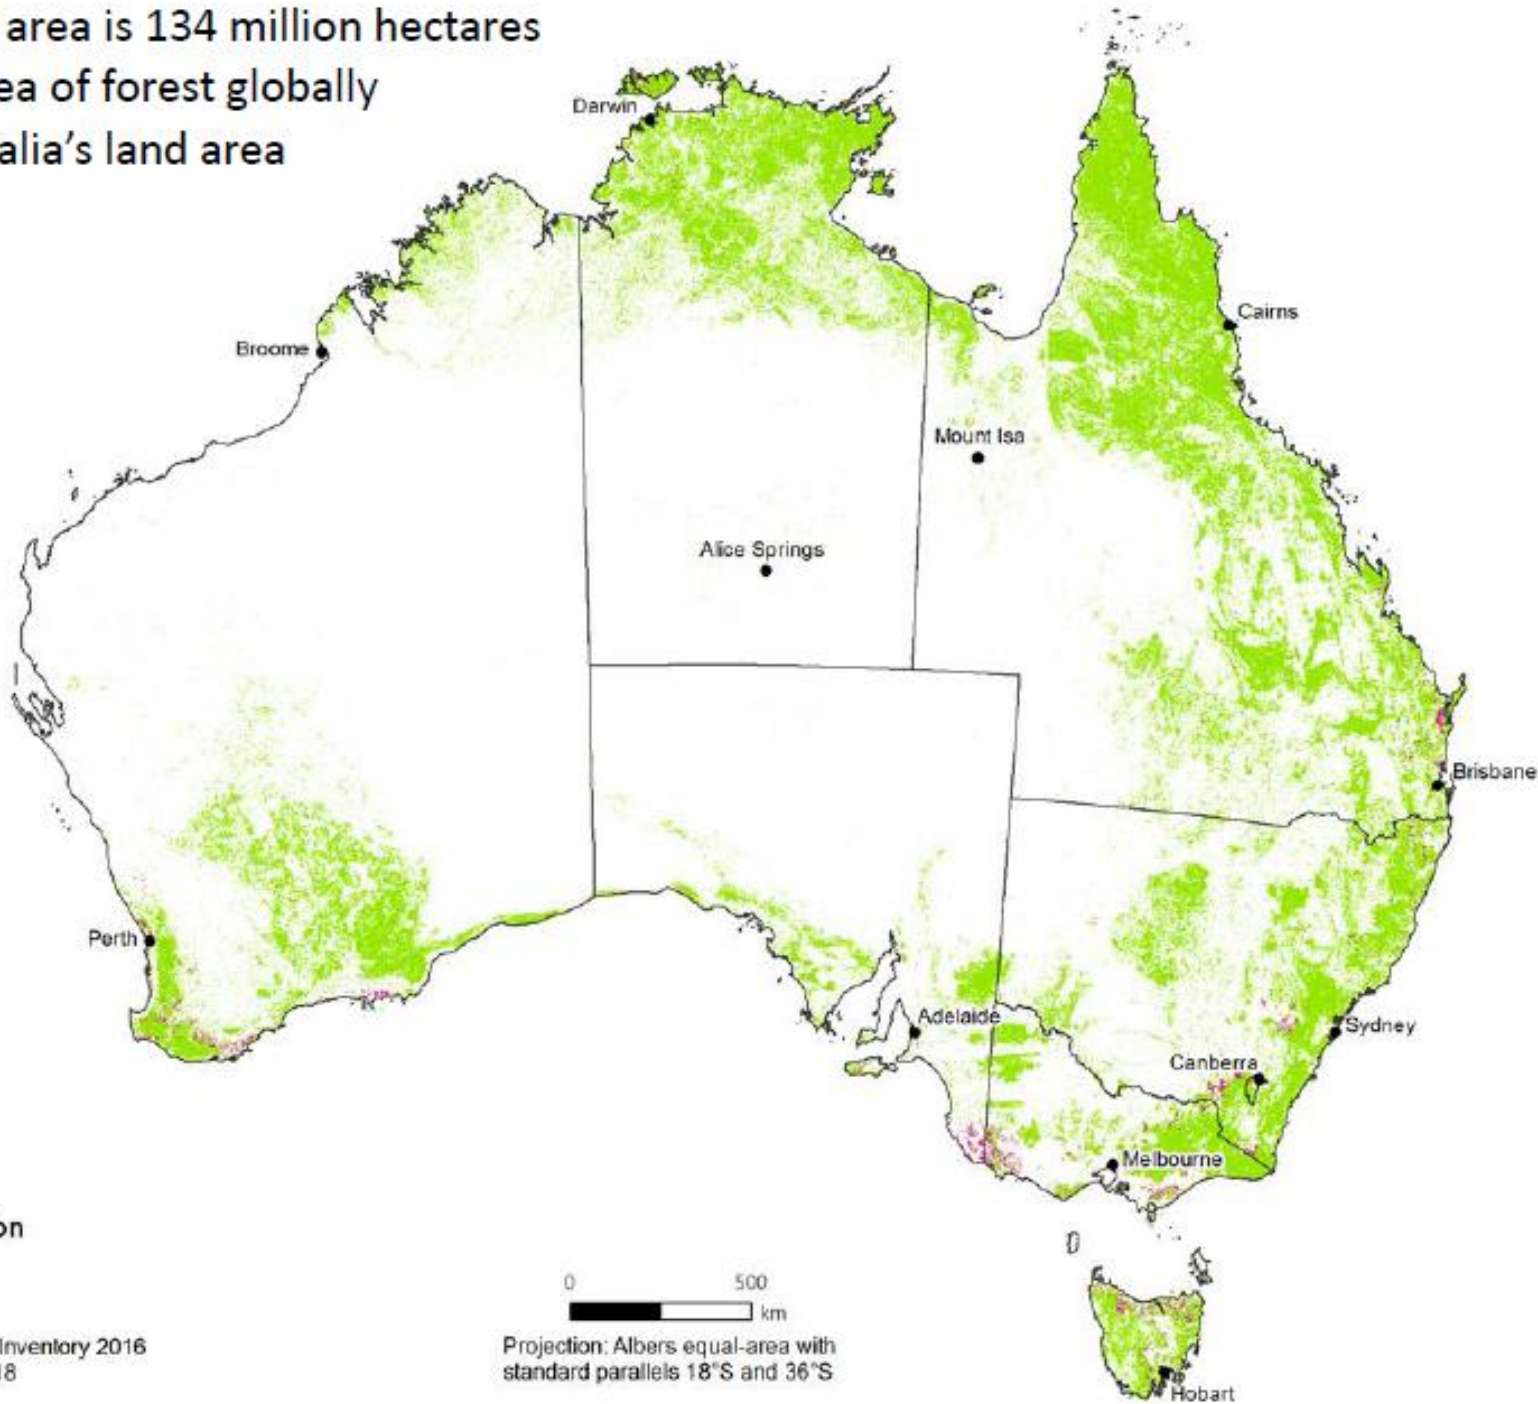 area is 134 million hectares
ea of forest globally
alia's land area
Darwin
Cairns
Broome
Mount Isa
Alice Springs
Brisbane
Perth
Adelaide
Sydney
Canberra
Melbourne
on
0 500
km
Inventory 2016
18
Projection: Albers equal-area with
standard parallels 18°S and 36°S
Hobart